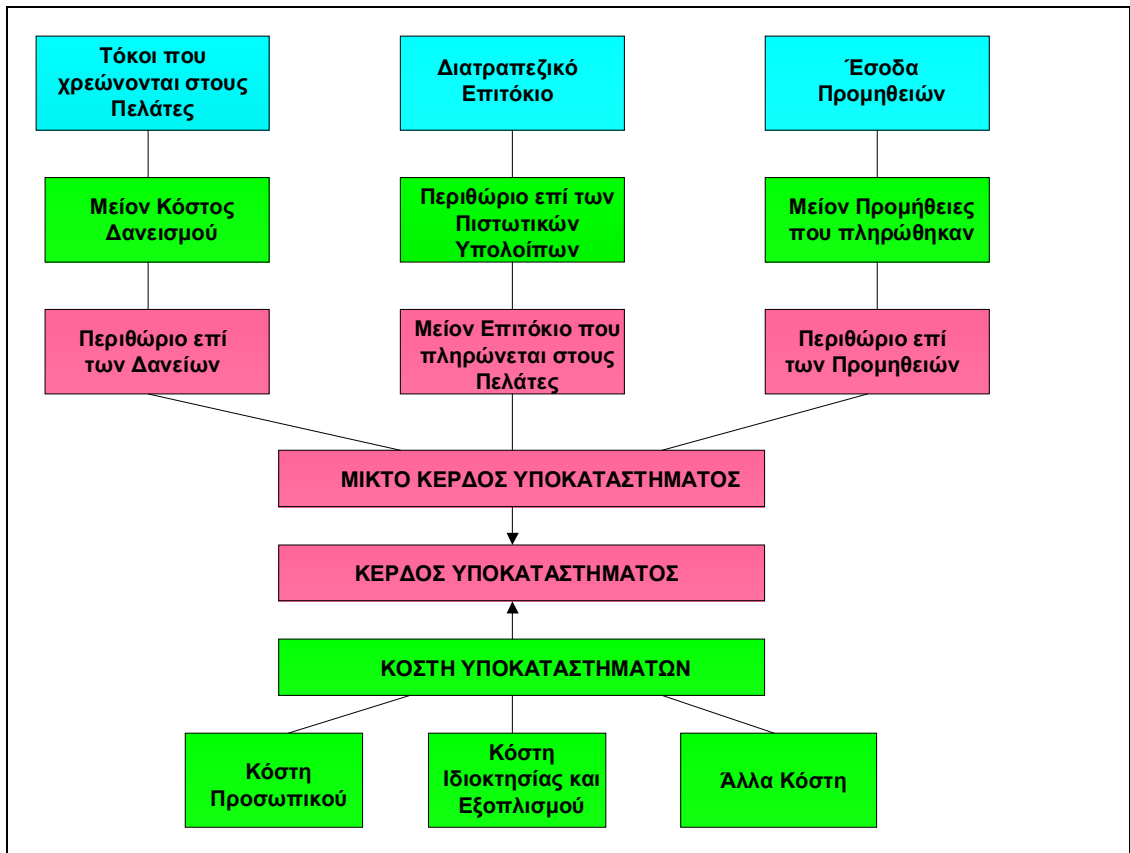 Τόκοι που
χρεώνονται στους
Πελάτες
Διατραπεζικό
Επιτόκιο
Έσοδα
Προμηθειών
Μείον Κόστος
Δανεισμού
Περιθώριο επί των
Πιστωτικών
Υπολοίπων
Μείον Προμήθειες
που πληρώθηκαν
Περιθώριο επί
των Δανείων
Μείον Επιτόκιο που
πληρώνεται στους
Πελάτες
Περιθώριο επί
των Προμηθειών
ΜΙΚΤΟ ΚΕΡΔΟΣ ΥΠΟΚΑΤΑΣΤΗΜΑΤΟΣ
ΚΕΡΔΟΣ ΥΠΟΚΑΤΑΣΤΗΜΑΤΟΣ
ΚΟΣΤΗ ΥΠΟΚΑΤΑΣΤΗΜΑΤΩΝ
Κόστη
Προσωπικού
Κόστη
Ιδιοκτησίας και
Εξοπλισμού
Άλλα Κόστη